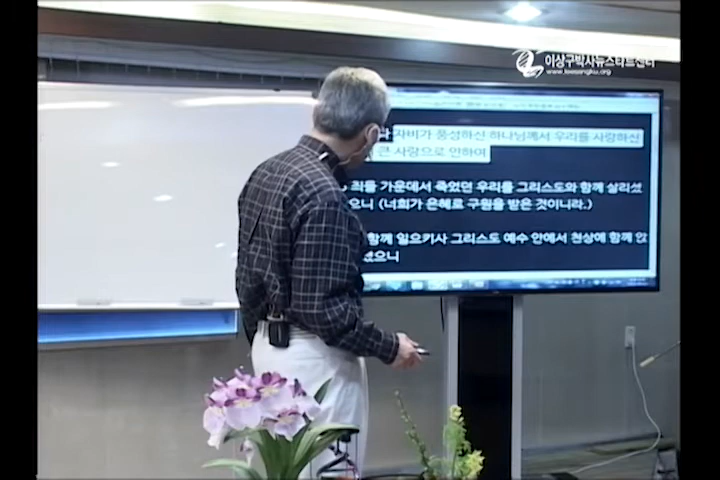 이상구박사뉴스타트센터
www.leesangku.org
자비가 풍성하신 하나님께서 우리를 사랑하신
큰 사랑으로 인하여
죄들 가운데서 죽었던 우리를 그리스도와 함께 살리셨
으니 (너희가 은혜로 구원을 받은 것이니라.)
함께 일으키사 그리스도 예수 안에서 천상에 함께 앉
으니